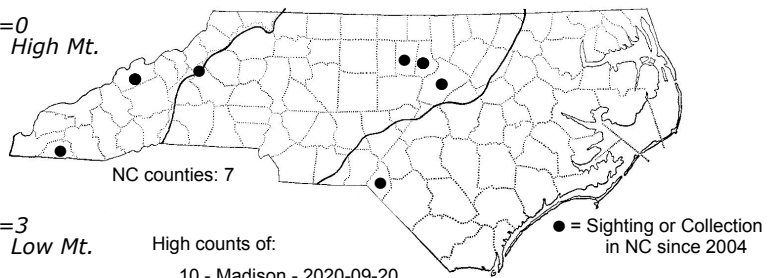 =0
High Mt.
NC counties: 7
=3
Low Mt.
● = Sighting or Collection
in NC since 2004
High counts of:
10 - Madison - 2020-09-20